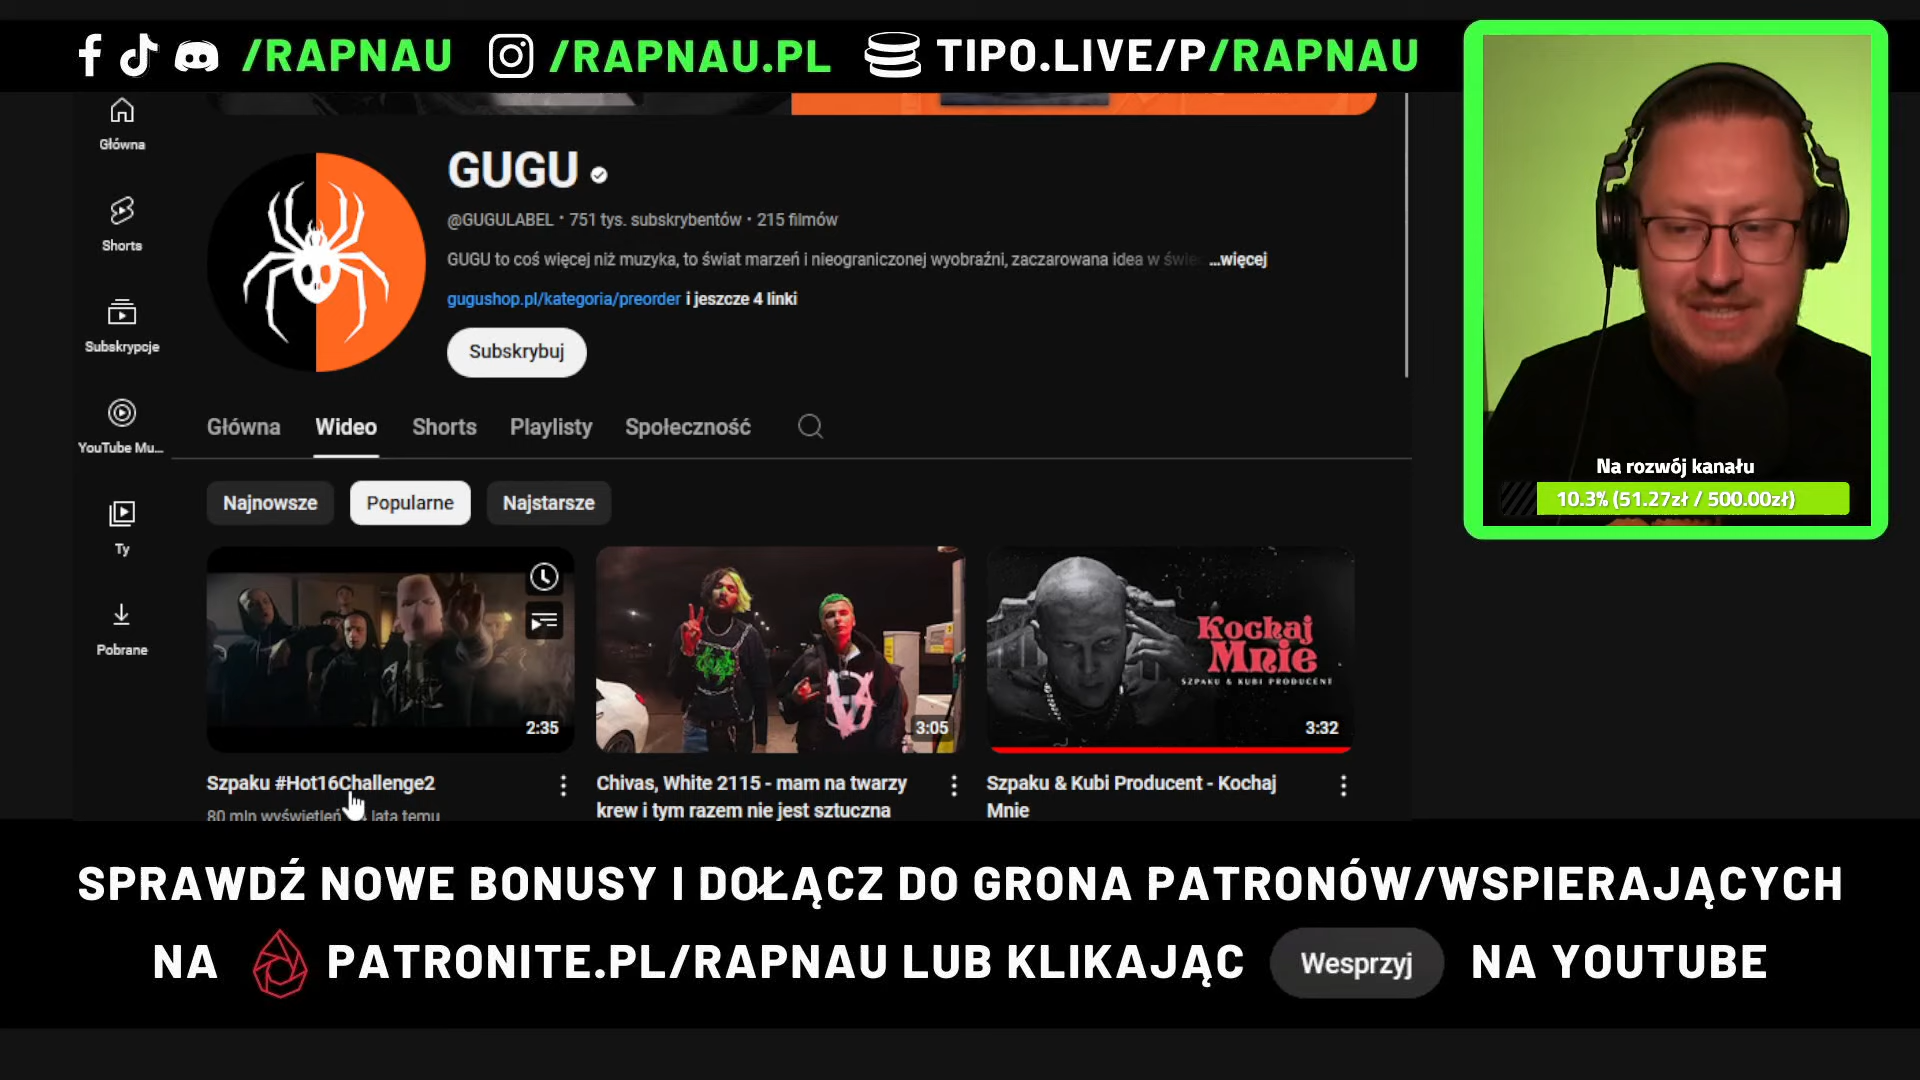 /RAPNAU /RAPNAU.PL TIPO.LIVE/P/RAPNAU
Główna
Shorts
Subskrypcje
YouTube Mu...
Ty
Pobrane
GUGU
@GUGULABEL • 751 tys. subskrybentów • 215 filmów
GUGU to coś więcej niż muzyka, to świat marzeń i nieograniczonej wyobraźni, zaczarowana idea w świe ...więcej
gugushop.pl/kategoria/preorder i jeszcze 4 linki
Subskrybuj
Główna Wideo Shorts Playlisty Społeczność
Najnowsze Popularne Najstarsze
2:35
Szpaku #Hot16Challenge2
80 mln wyświetleń lata temu
3:05
Chivas, White 2115 - mam na twarzy
krew i tym razem nie jest sztuczna
Kochaj
Mnie
SZPAKU & KUBI PRODUCENT
3:32
Szpaku & Kubi Producent - Kochaj
Mnie
Na rozwój kanału
10.3% (51.27zł / 500.00zł)
SPRAWDŹ NOWE BONUSY I DOŁĄCZ DO GRONA PATRONÓW/WSPIERAJĄCYCH
NA PATRONITE.PL/RAPNAU LUB KLIKAJĄC Wesprzyj NA YOUTUBE